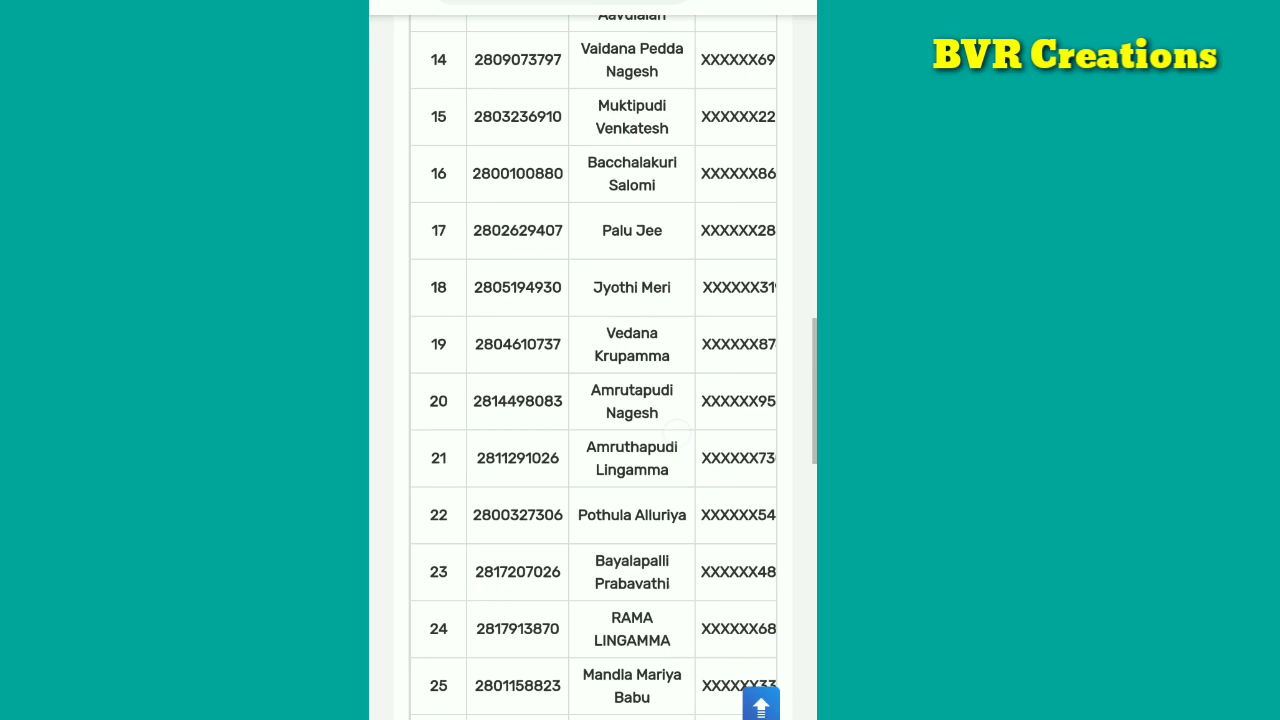 BVR Creations
14 2809073797 Vaidana Pedda Nagesh XXXXXX69
15 2803236910 Muktipudi Venkatesh XXXXXX22
16 2800100880 Bacchalakuri Salomi XXXXXX86
17 2802629407 Palu Jee XXXXXX28
18 2805194930 Jyothi Meri XXXXXX31
19 2804610737 Vedana Krupamma XXXXXX87
20 2814498083 Amrutapudi Nagesh XXXXXX95
21 2811291026 Amruthapudi Lingamma XXXXXX73
22 2800327306 Pothula Alluriya XXXXXX54
23 2817207026 Bayalapalli Prabavathi XXXXXX48
24 2817913870 RAMA LINGAMMA XXXXXX68
25 2801158823 Mandla Mariya Babu XXXXXX33